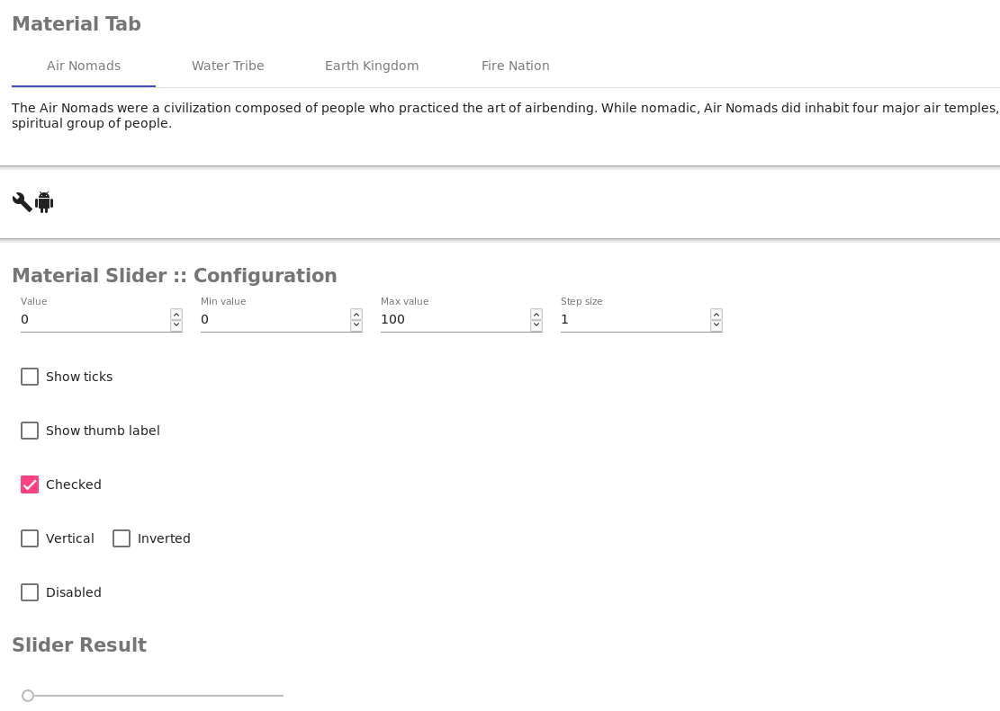 Material Tab
Air Nomads Water Tribe Earth Kingdom Fire Nation
The Air Nomads were a civilization composed of people who practiced the art of airbending. While nomadic, Air Nomads did inhabit four major air temples,
spiritual group of people.
Material Slider :: Configuration
Value Min value Max value Step size
0 0 100 1
Show ticks
Show thumb label
Checked
Vertical Inverted
Disabled
Slider Result